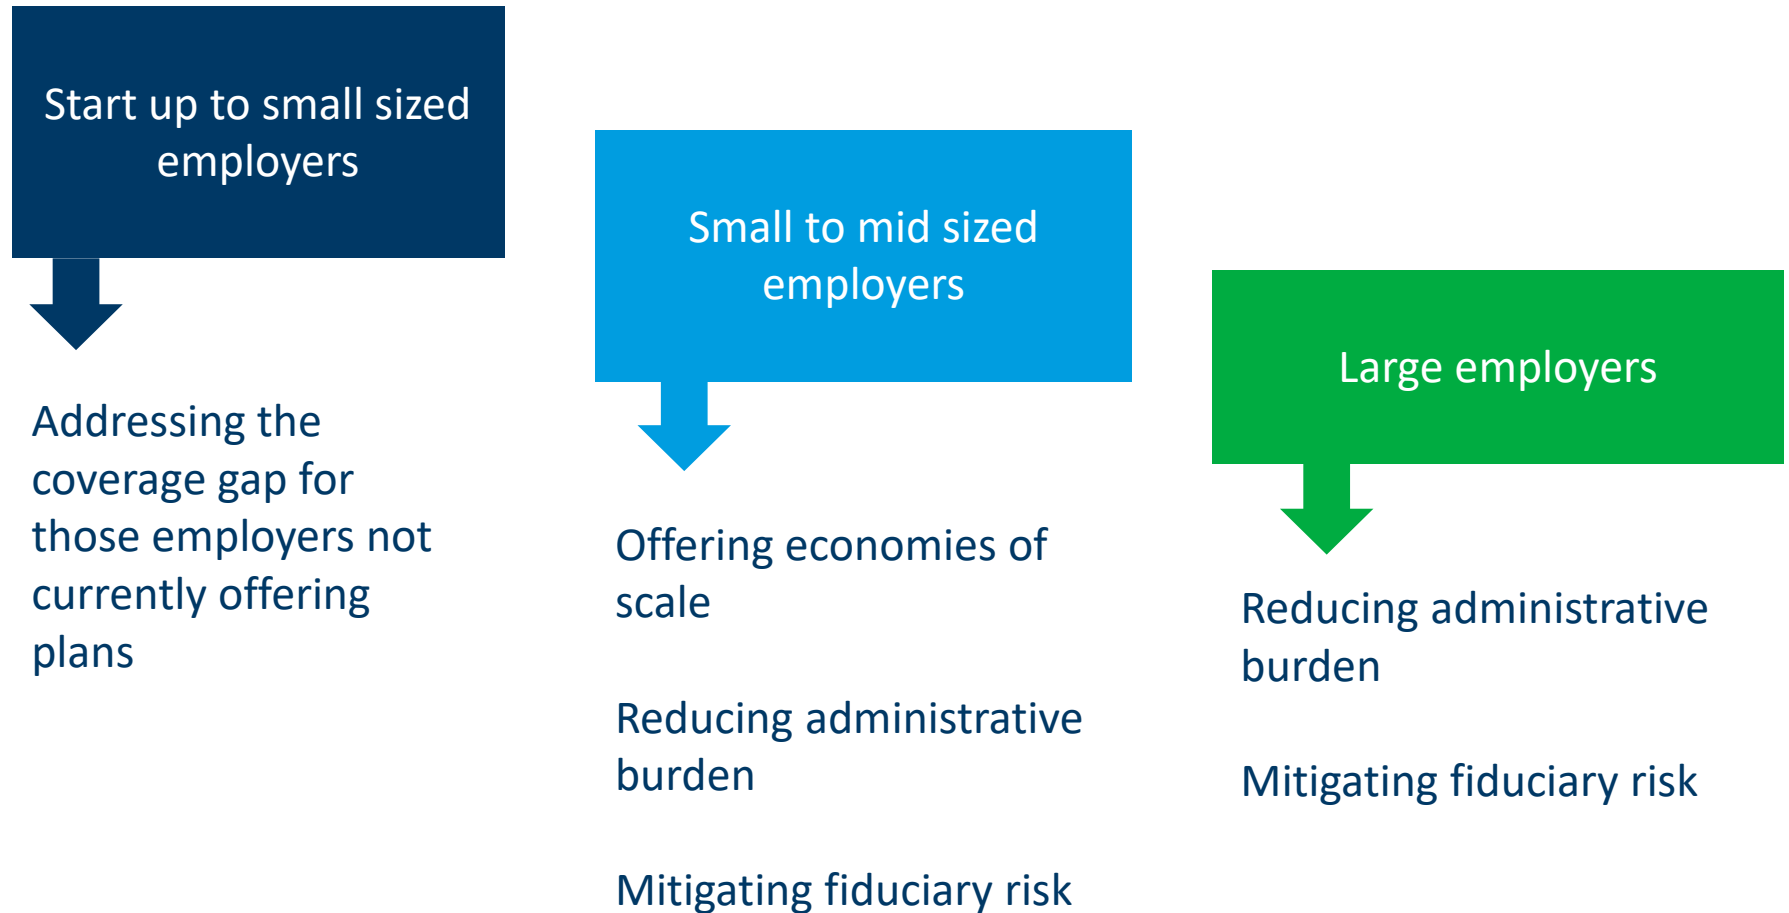 Start up to small sized
employers
Addressing the
coverage gap for
those employers not
currently offering
plans
Small to mid sized
employers
Offering economies of
scale
Reducing administrative
burden
Mitigating fiduciary risk
Large employers
Reducing administrative
burden
Mitigating fiduciary risk